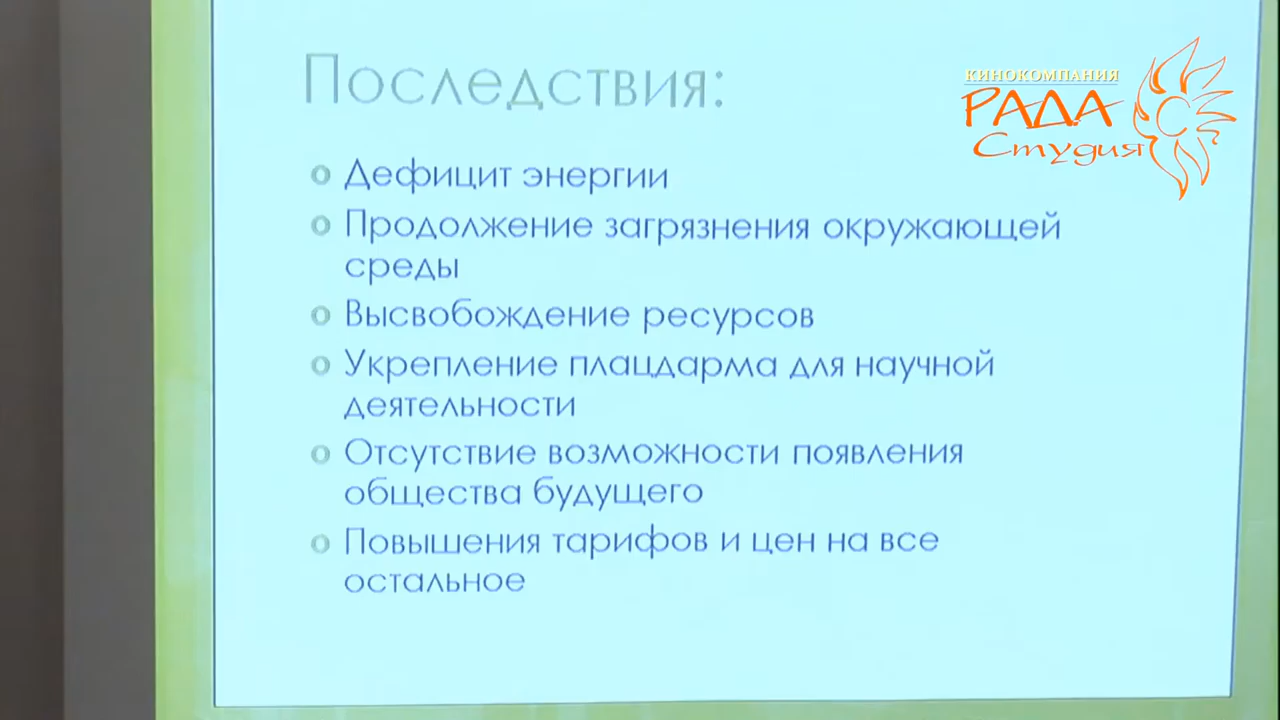 Последствия:
КИНОКОМПАНИЯ
РАДА
Студия
Дефицит энергии
Продолжение загрязнения окружающей
среды
Высвобождение ресурсов
Укрепление плацдарма для научной
деятельности
Отсутствие возможности появления
общества будущего
Повышения тарифов и цен на все
остальное